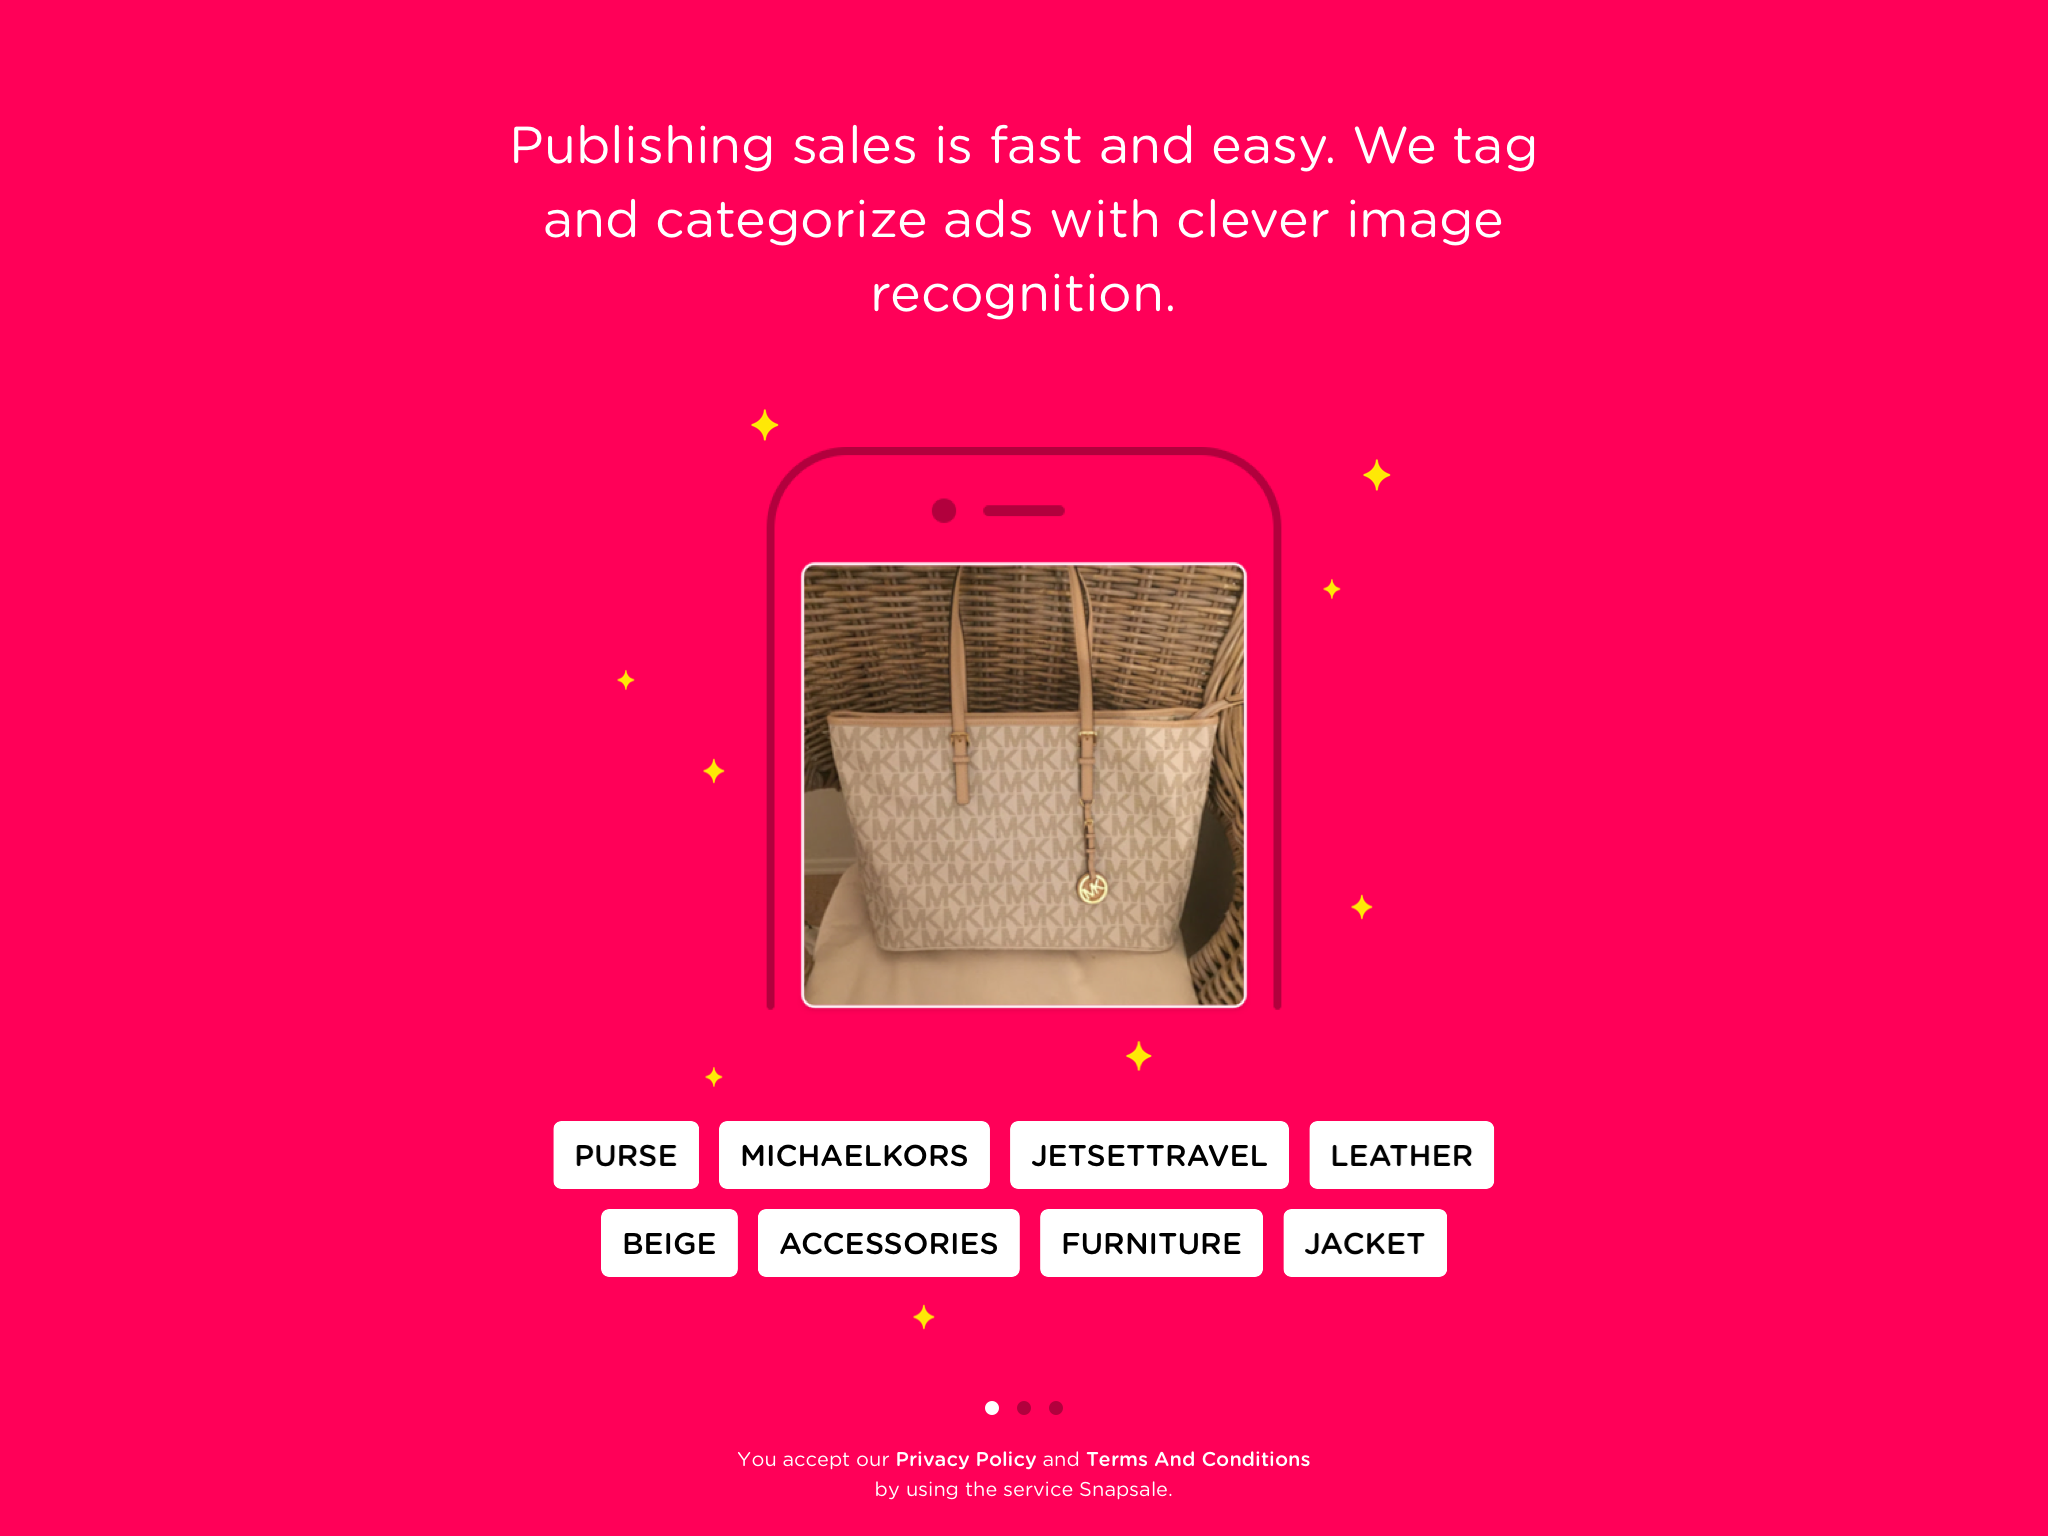 Publishing sales is fast and easy. We tag
and categorize ads with clever image
recognition.
MK
PURSE MICHAELKORS JETSETTRAVEL LEATHER
BEIGE ACCESSORIES FURNITURE JACKET
You accept our Privacy Policy and Terms And Conditions
by using the service Snapsale.